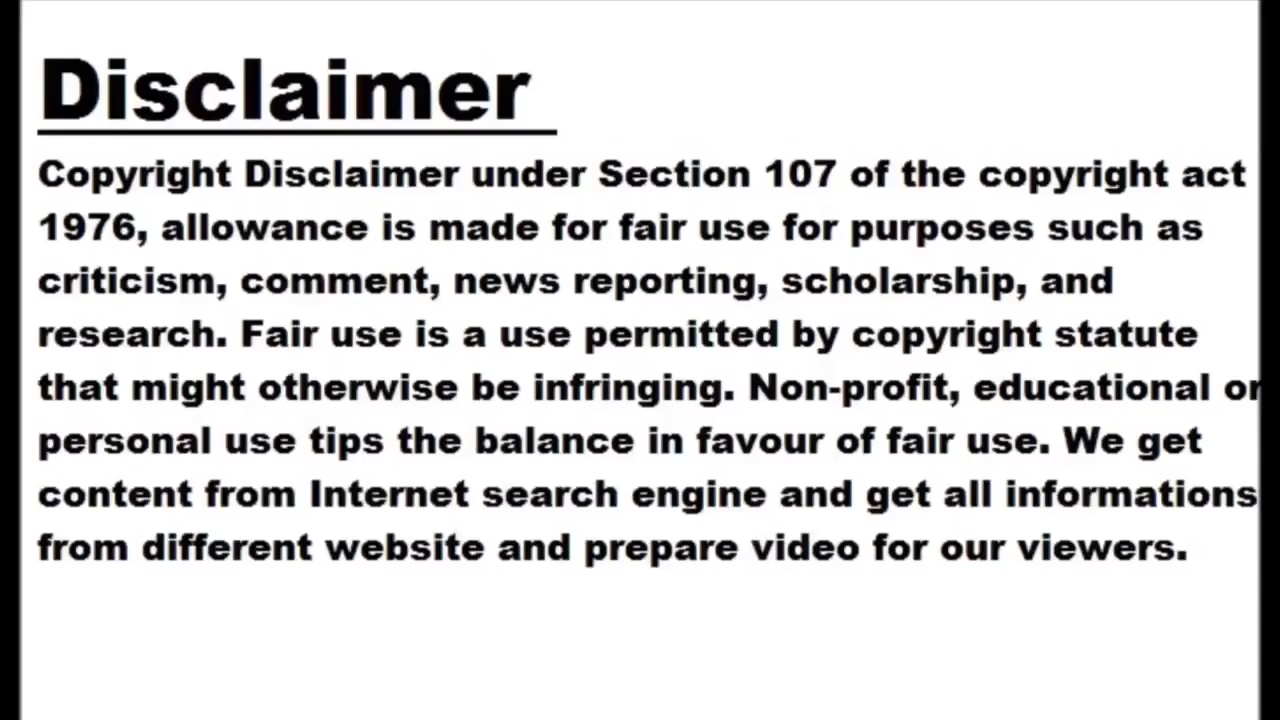 Disclaimer
Copyright Disclaimer under Section 107 of the copyright act
1976, allowance is made for fair use for purposes such as
criticism, comment, news reporting, scholarship, and
research. Fair use is a use permitted by copyright statute
that might otherwise be infringing. Non-profit, educational or
personal use tips the balance in favour of fair use. We get
content from Internet search engine and get all informations
from different website and prepare video for our viewers.